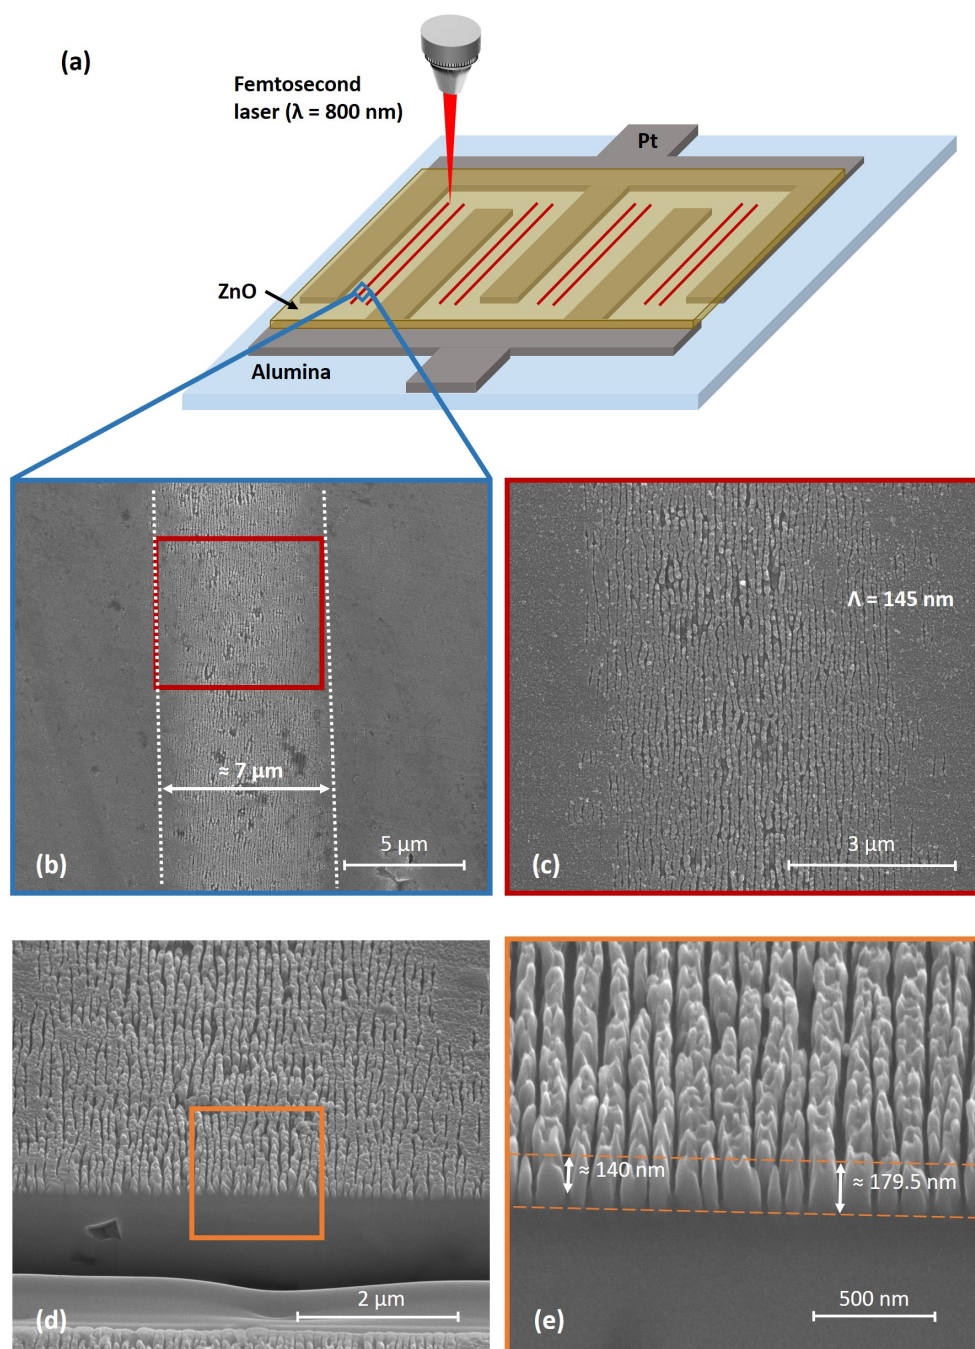 (a)
Femtosecond
laser (λ = 800 nm)
Pt
ZnO
Alumina
≈ 7 μm
5 μm
(b)
Λ = 145 nm
3 μm
(c)
2 μm
(d)
≈ 140 nm
≈ 179.5 nm
500 nm
(e)